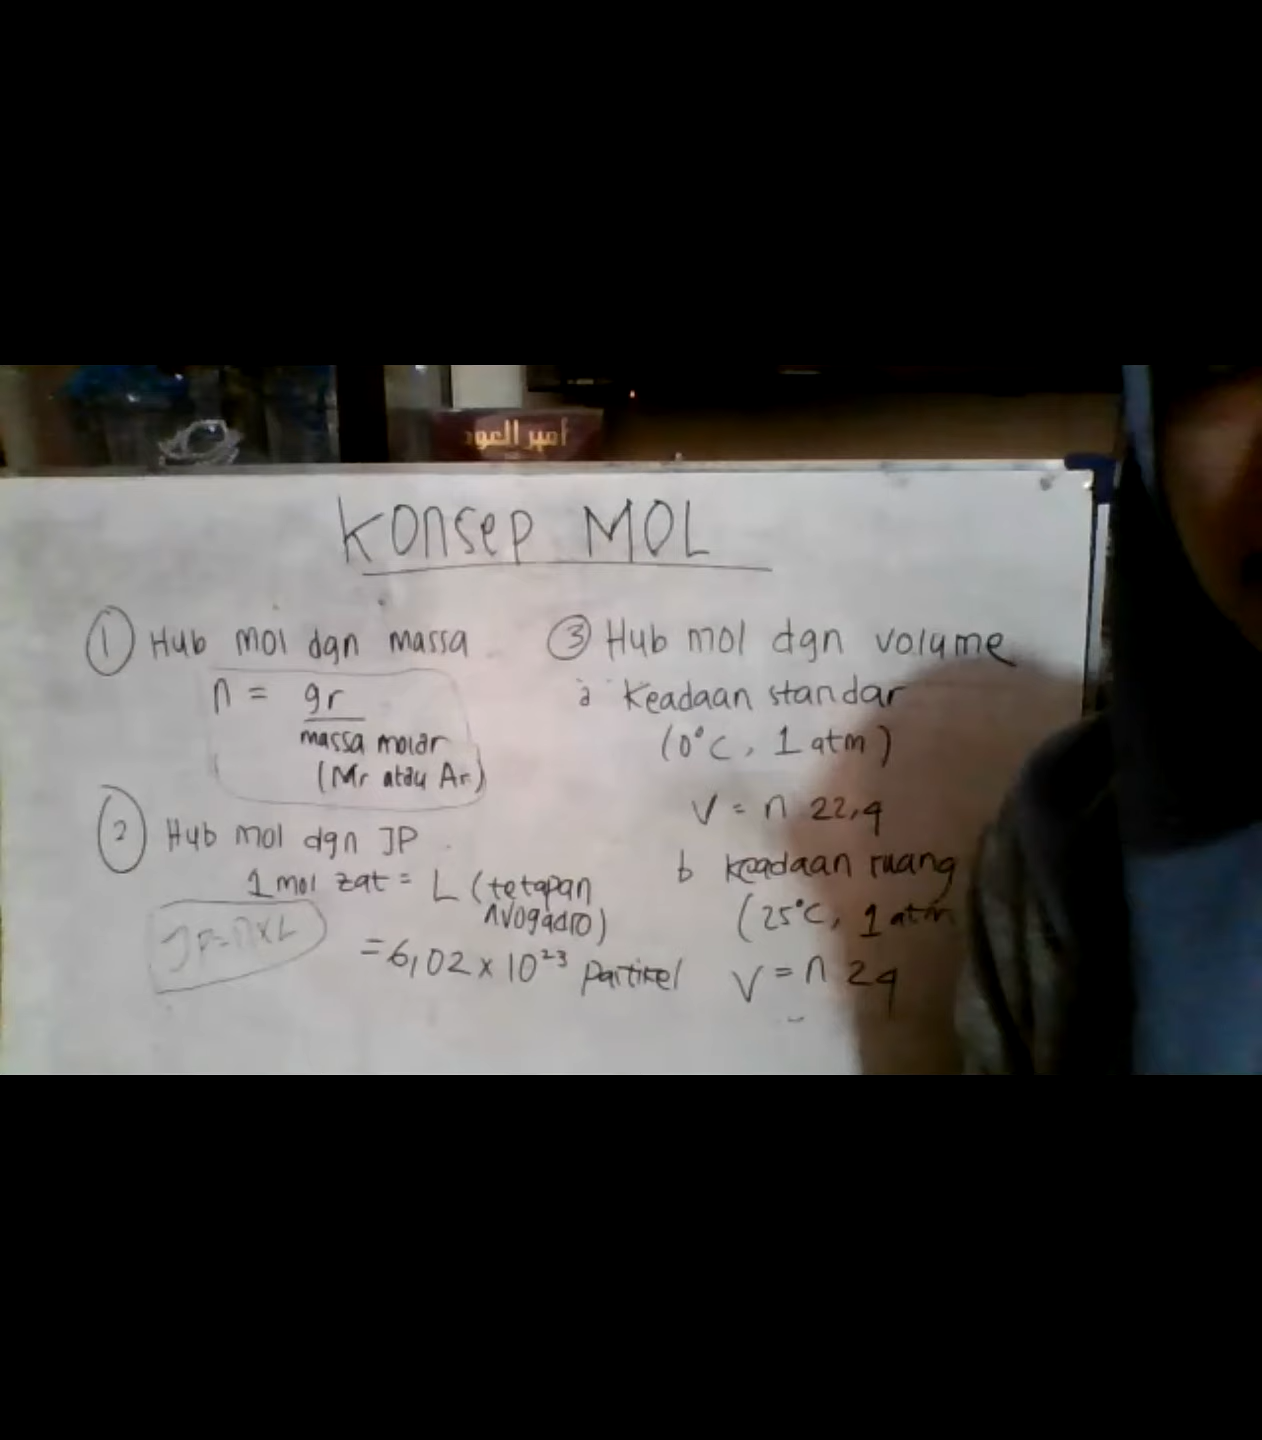 أمير العود
KONSEP MOL
① Hub mol dgn massa
n = gr
massa molar
(Mr atau Ar)
② Hub mol dgn JP
1 mol zat = L (tetapan
Avogadro)
JP = n x L
= 6,02 x 10²³ Partikel
③ Hub mol dgn volume
a Keadaan standar
(0°C, 1 atm)
V = n 22,4
b Keadaan ruang
(25°C, 1 atm
V = n 24